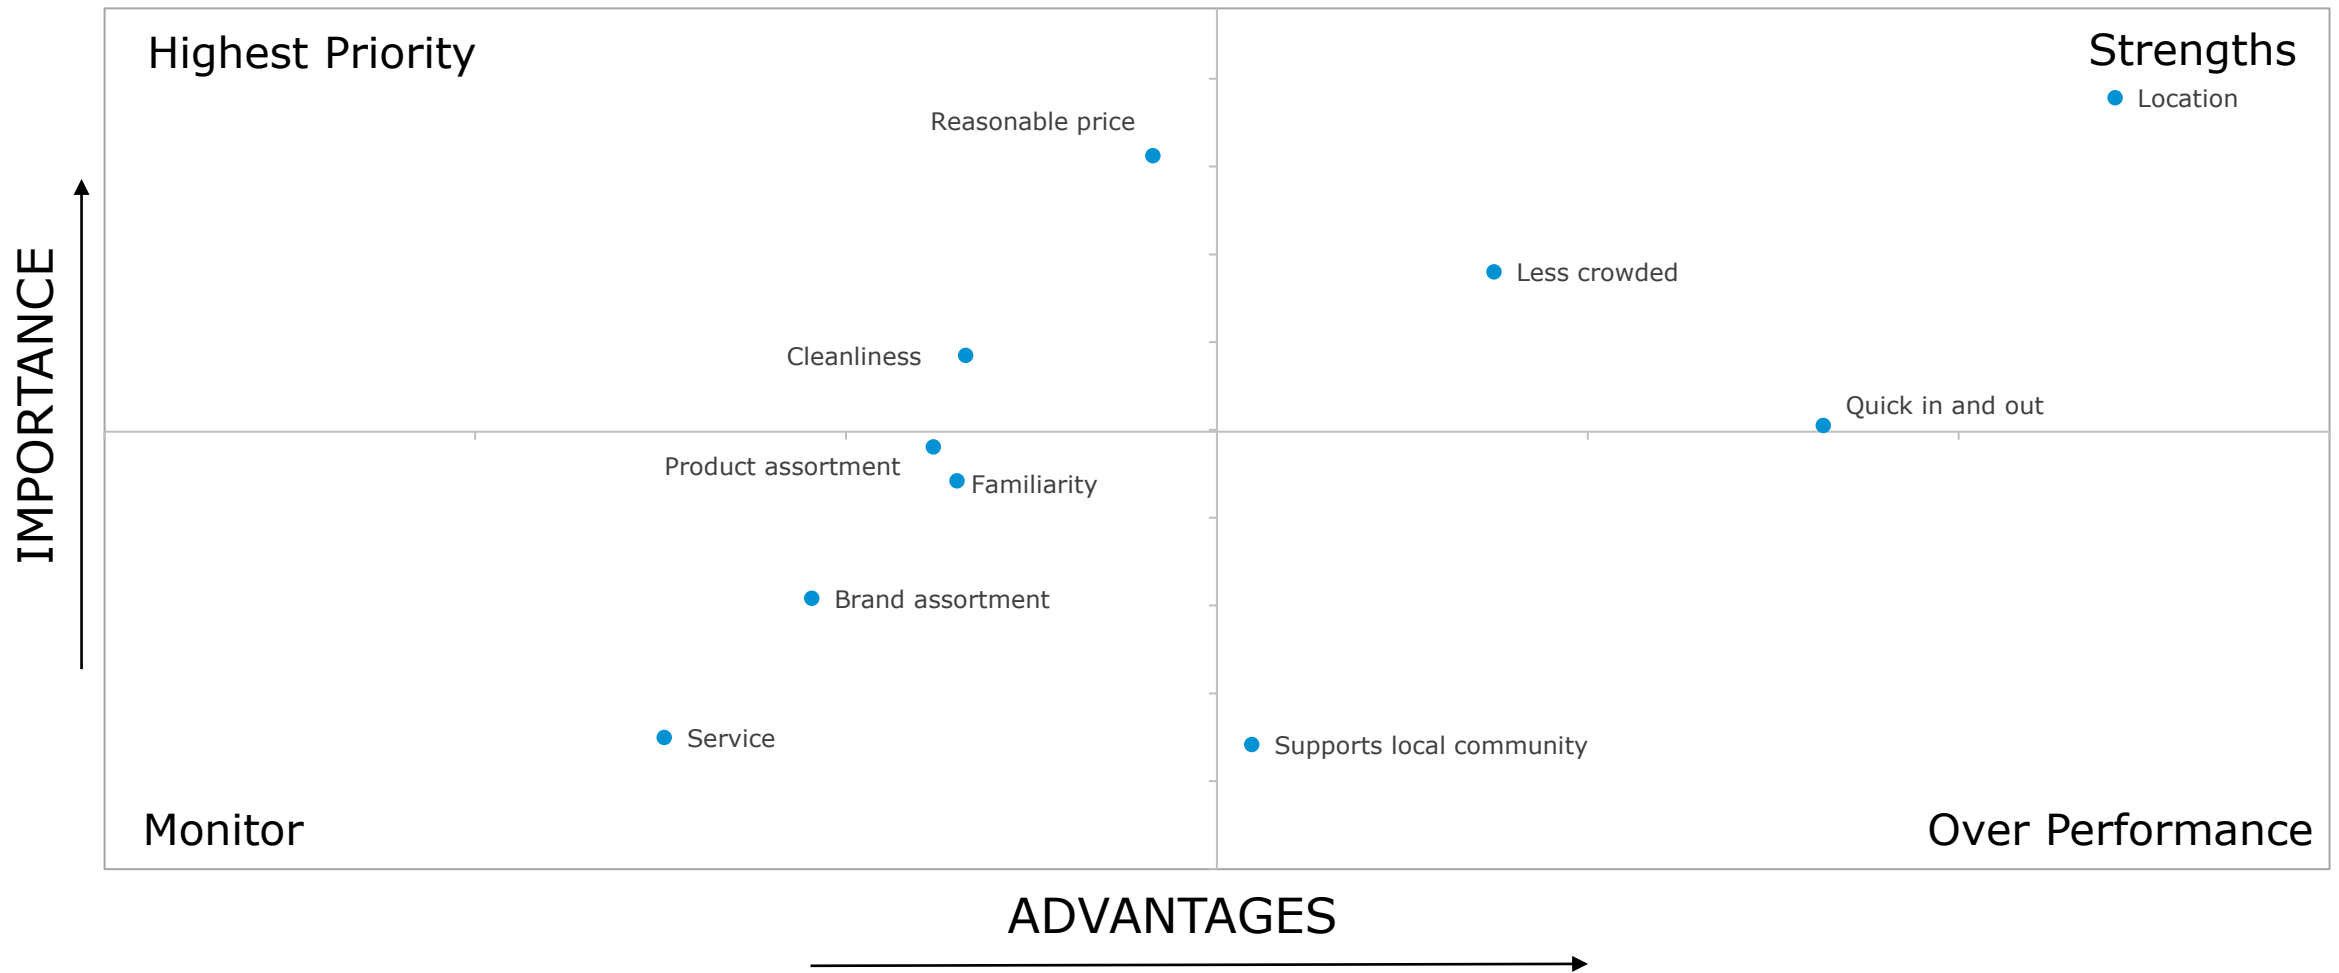 Highest Priority
Strengths
Location
Reasonable price
Less crowded
Cleanliness
Quick in and out
Product assortment
Familiarity
Brand assortment
Service
Supports local community
Monitor
Over Performance
IMPORTANCE
ADVANTAGES